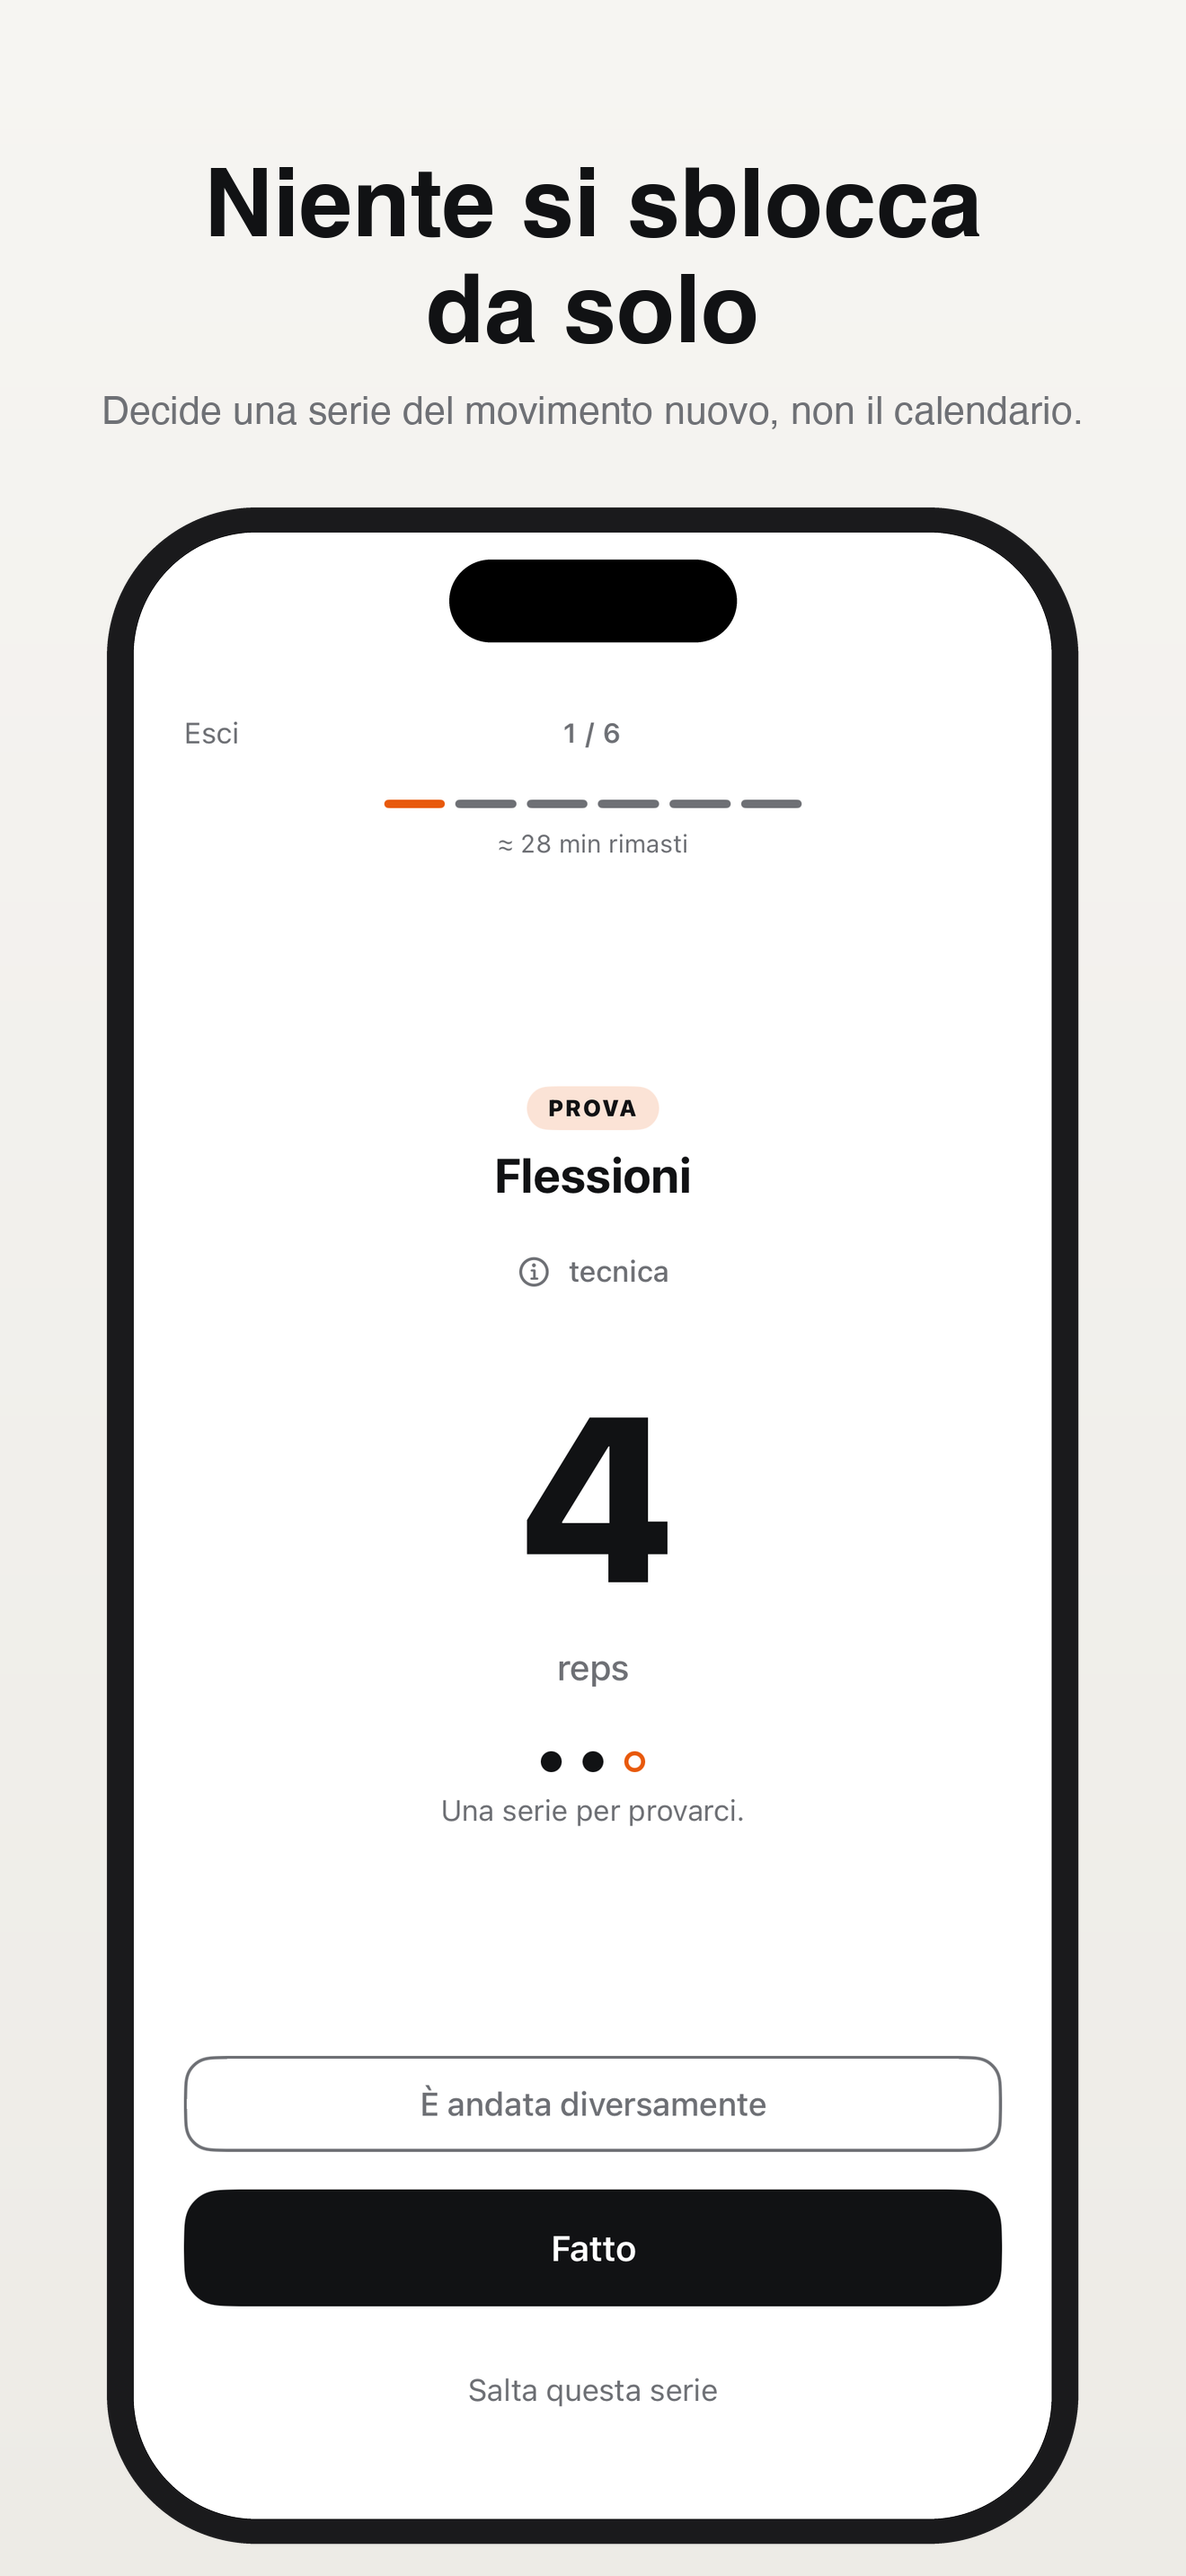 Niente si sblocca
da solo
Decide una serie del movimento nuovo, non il calendario.
Esci
1 / 6
≈ 28 min rimasti
PROVA
Flessioni
tecnica
4
reps
Una serie per provarci.
È andata diversamente
Fatto
Salta questa serie